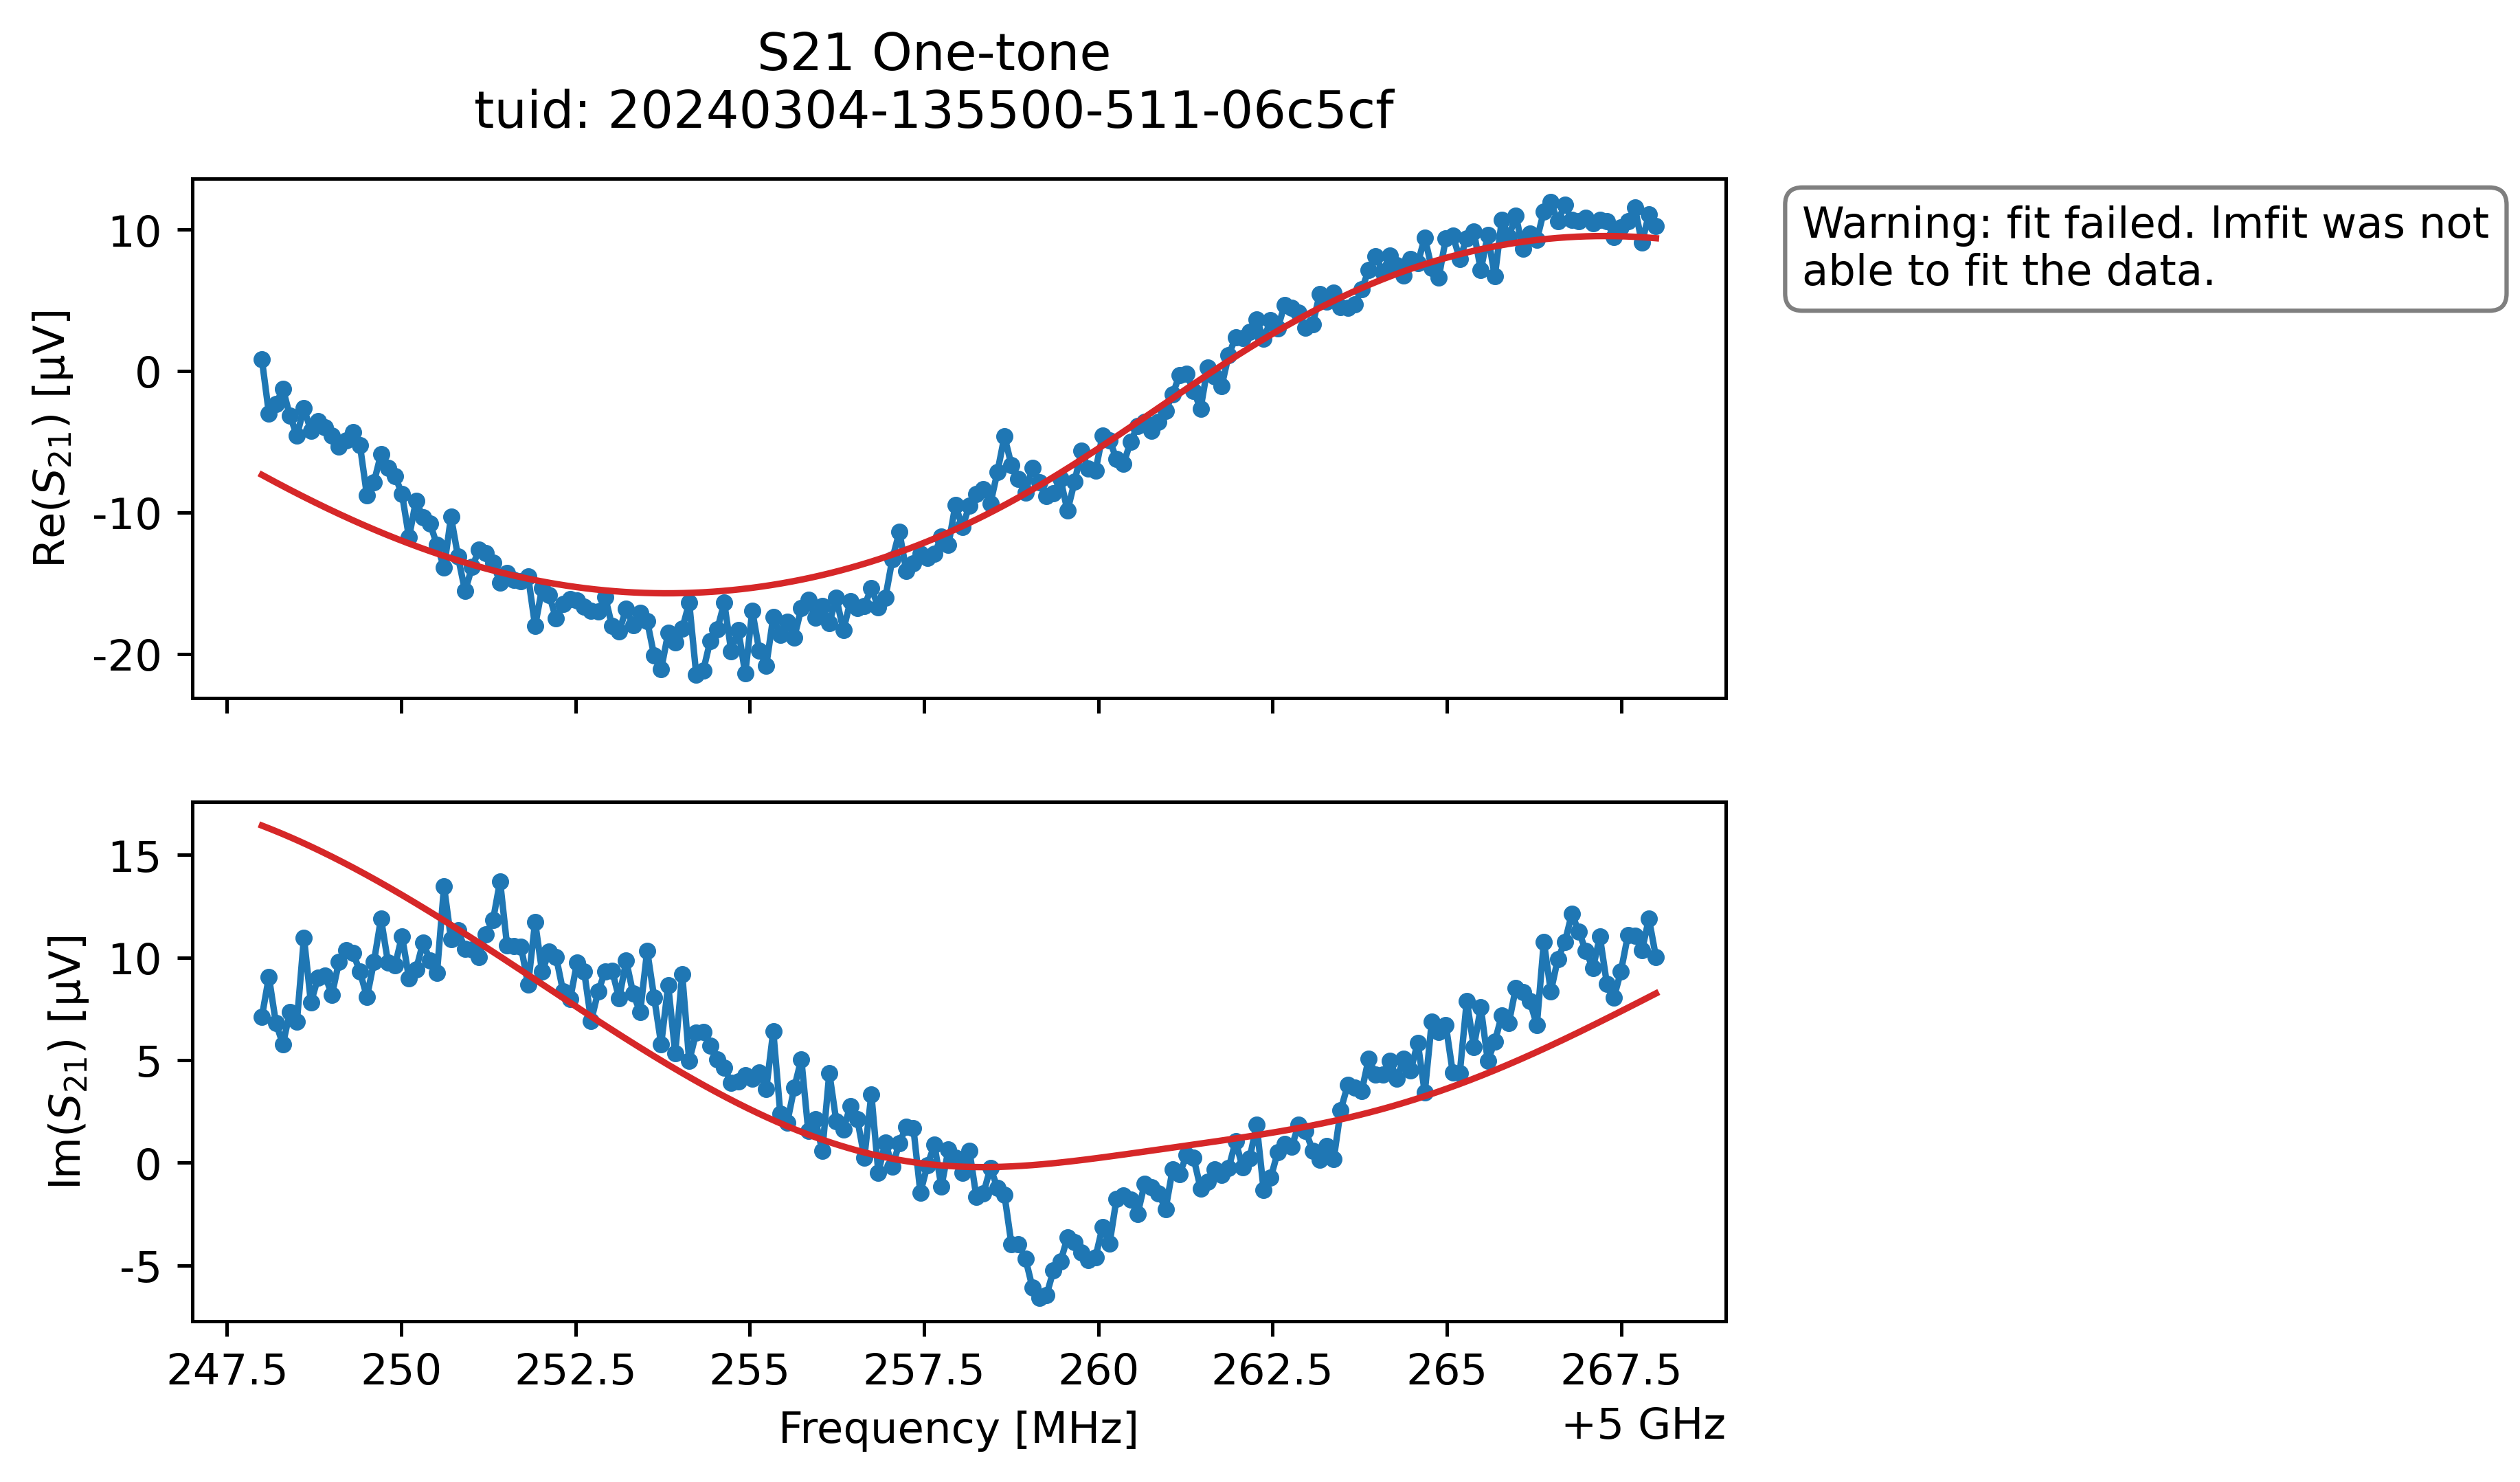 S21 One-tone
tuid: 20240304-135500-511-06c5cf
Re(S₂₁) [µV]
10
0
-10
-20
Warning: fit failed. lmfit was not
able to fit the data.
Im(S₂₁) [µV]
15
10
5
0
-5
247.5 250 252.5 255 257.5 260 262.5 265 267.5
Frequency [MHz]
+5 GHz